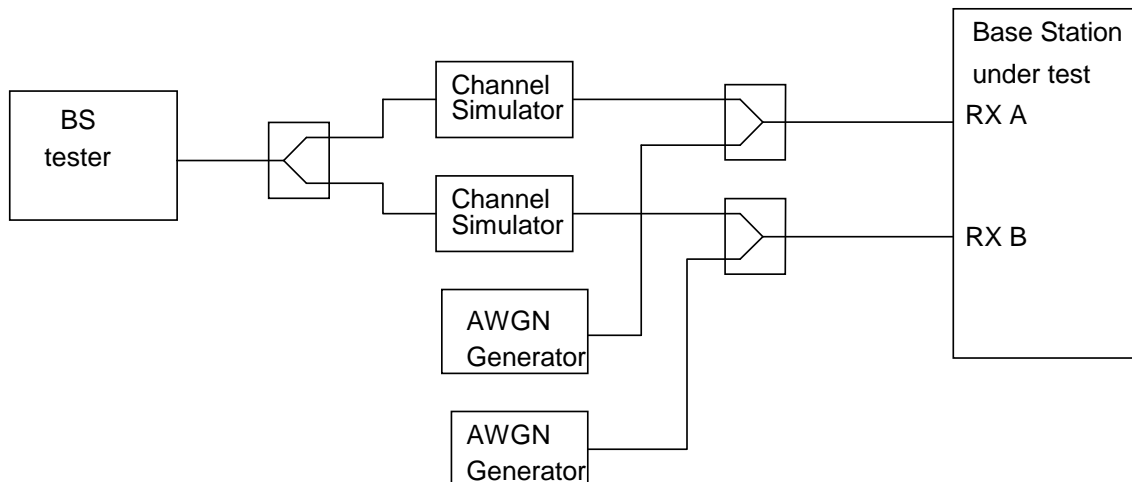 BS
tester
Channel
Simulator
Channel
Simulator
AWGN
Generator
AWGN
Generator
Base Station
under test
RX A
RX B